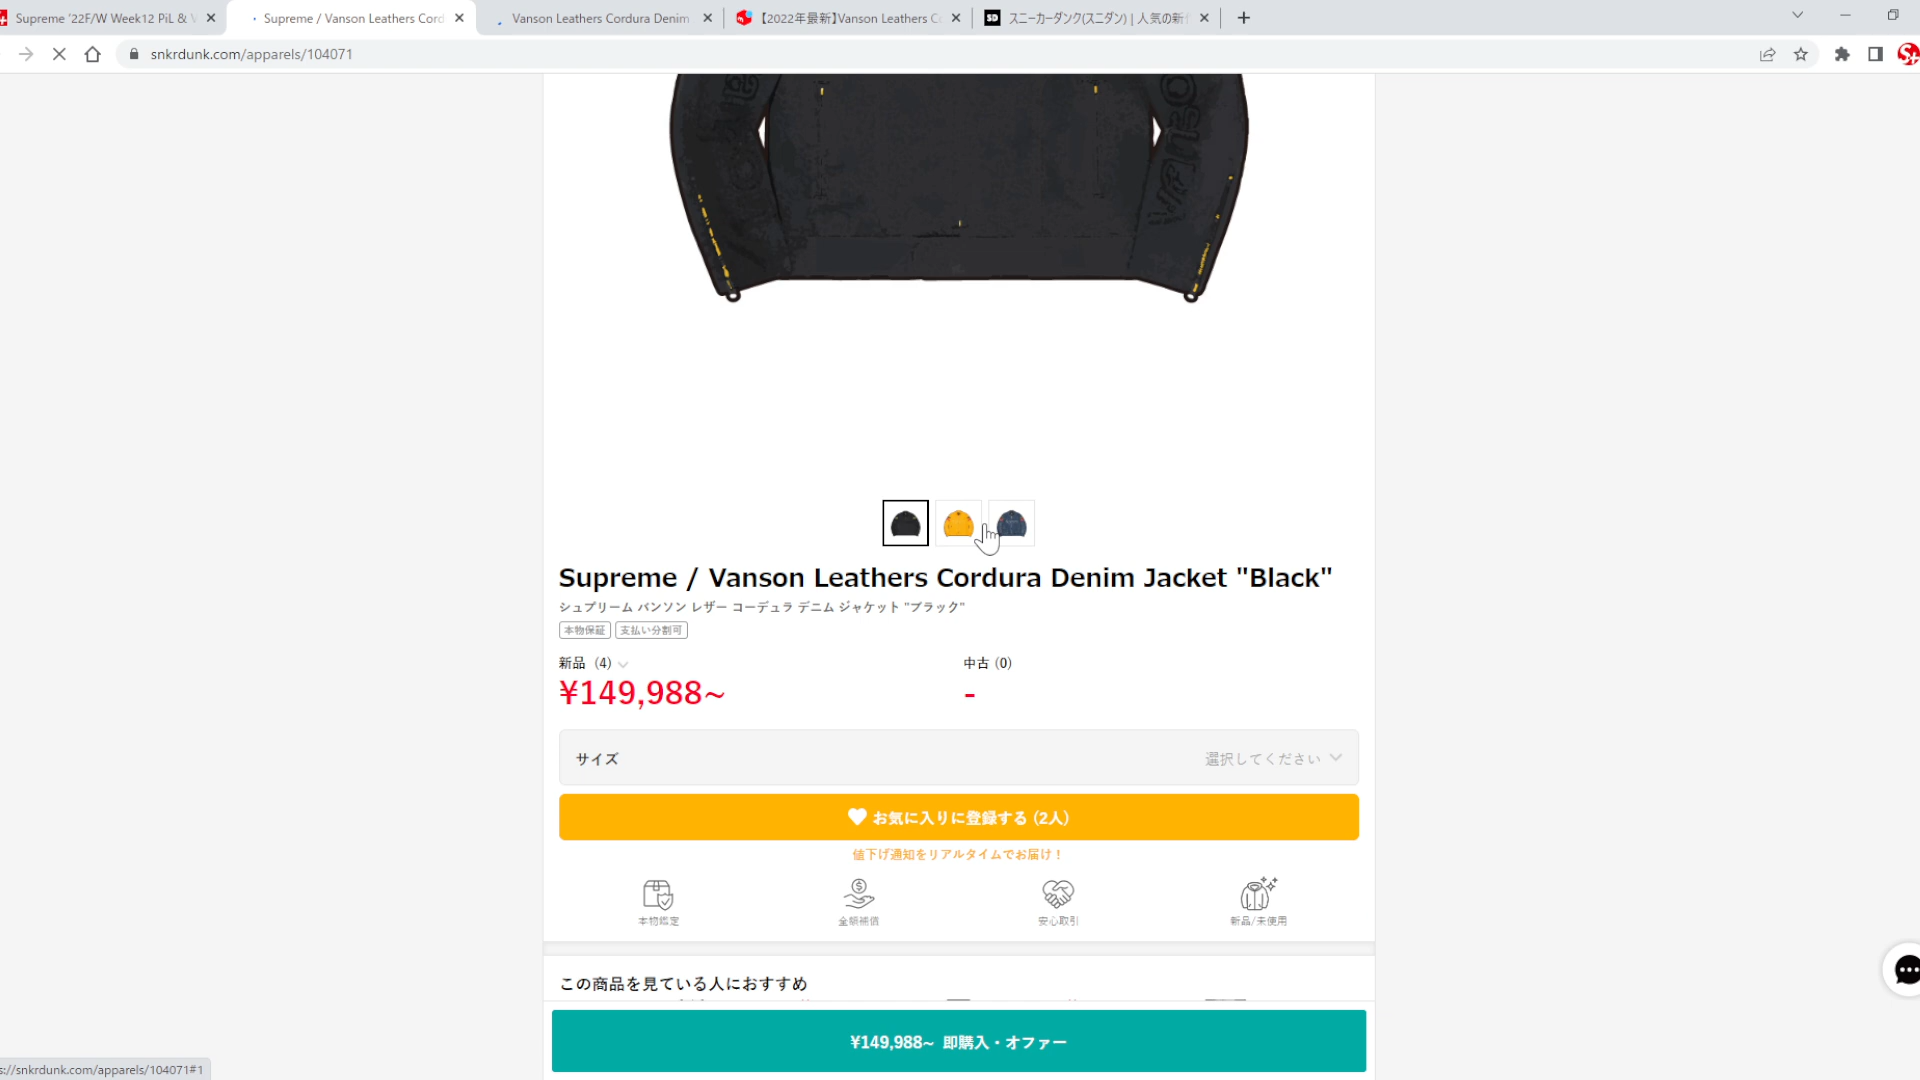 Supreme '22F/W Week12 PiL &
Supreme / Vanson Leathers Cord
Vanson Leathers Cordura Denim
【2022年最新】Vanson Leathers C
スニーカーダンク(スニダン) | 人気の新
snkrdunk.com/apparels/104071
Supreme / Vanson Leathers Cordura Denim Jacket "Black"
シュプリーム バンソン レザー コーデュラ デニム ジャケット "ブラック"
本物保証 支払い分割可
新品 (4)
中古 (0)
¥149,988~
-
サイズ
選択してください
お気に入りに登録する (2人)
値下げ通知をリアルタイムでお届け！
本物鑑定
全額補償
安心取引
新品/未使用
この商品を見ている人におすすめ
¥149,988~ 即購入・オファー
s://snkrdunk.com/apparels/104071#1